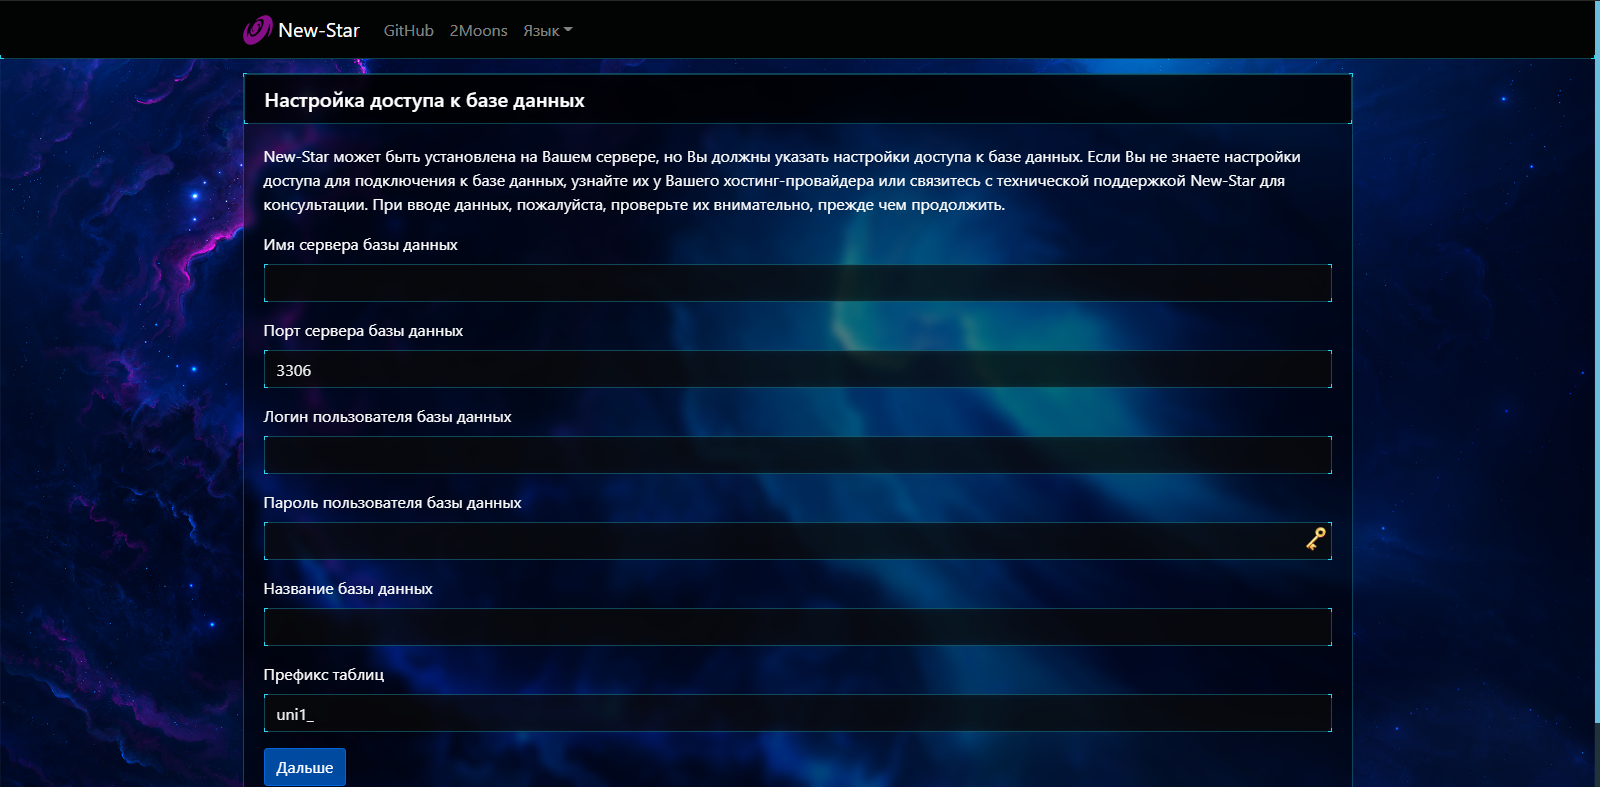 New-Star GitHub 2Moons Язык
Настройка доступа к базе данных
New-Star может быть установлена на Вашем сервере, но Вы должны указать настройки доступа к базе данных. Если Вы не знаете настройки
доступа для подключения к базе данных, узнайте их у Вашего хостинг-провайдера или связитесь с технической поддержкой New-Star для
консультации. При вводе данных, пожалуйста, проверьте их внимательно, прежде чем продолжить.
Имя сервера базы данных
Порт сервера базы данных
3306
Логин пользователя базы данных
Пароль пользователя базы данных
Название базы данных
Префикс таблиц
uni1_
Дальше